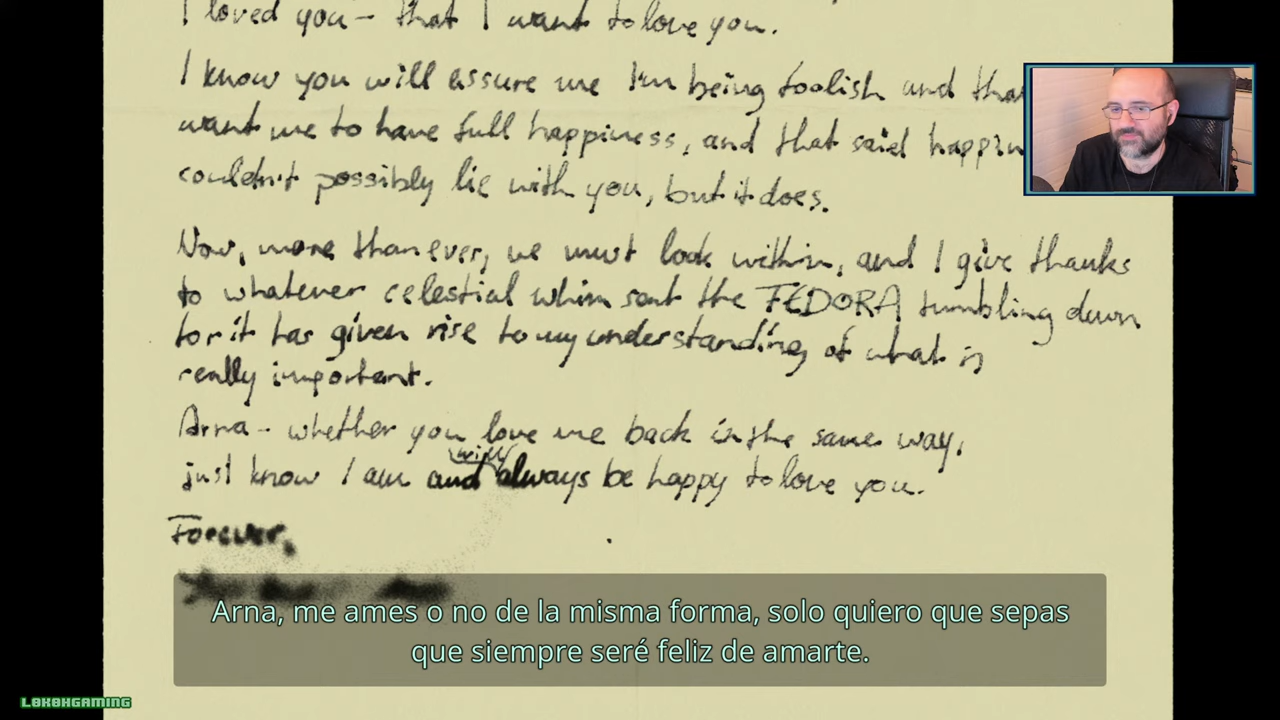 I loved you - that I want to love you.
I know you will assure me I'm being foolish and that
want me to have full happiness, and that said happin
couldn't possibly lie with you, but it does.
Now, more than ever, we must look within, and I give thanks
to whatever celestial whim sent the FEDORA tumbling down
for it has given rise to my understanding of what is
really important.
Arna - whether you love me back in the same way,
will
just know I am and always be happy to love you.
Forever,
Arna, me ames o no de la misma forma, solo quiero que sepas
que siempre seré feliz de amarte.
L0K0XGAMING